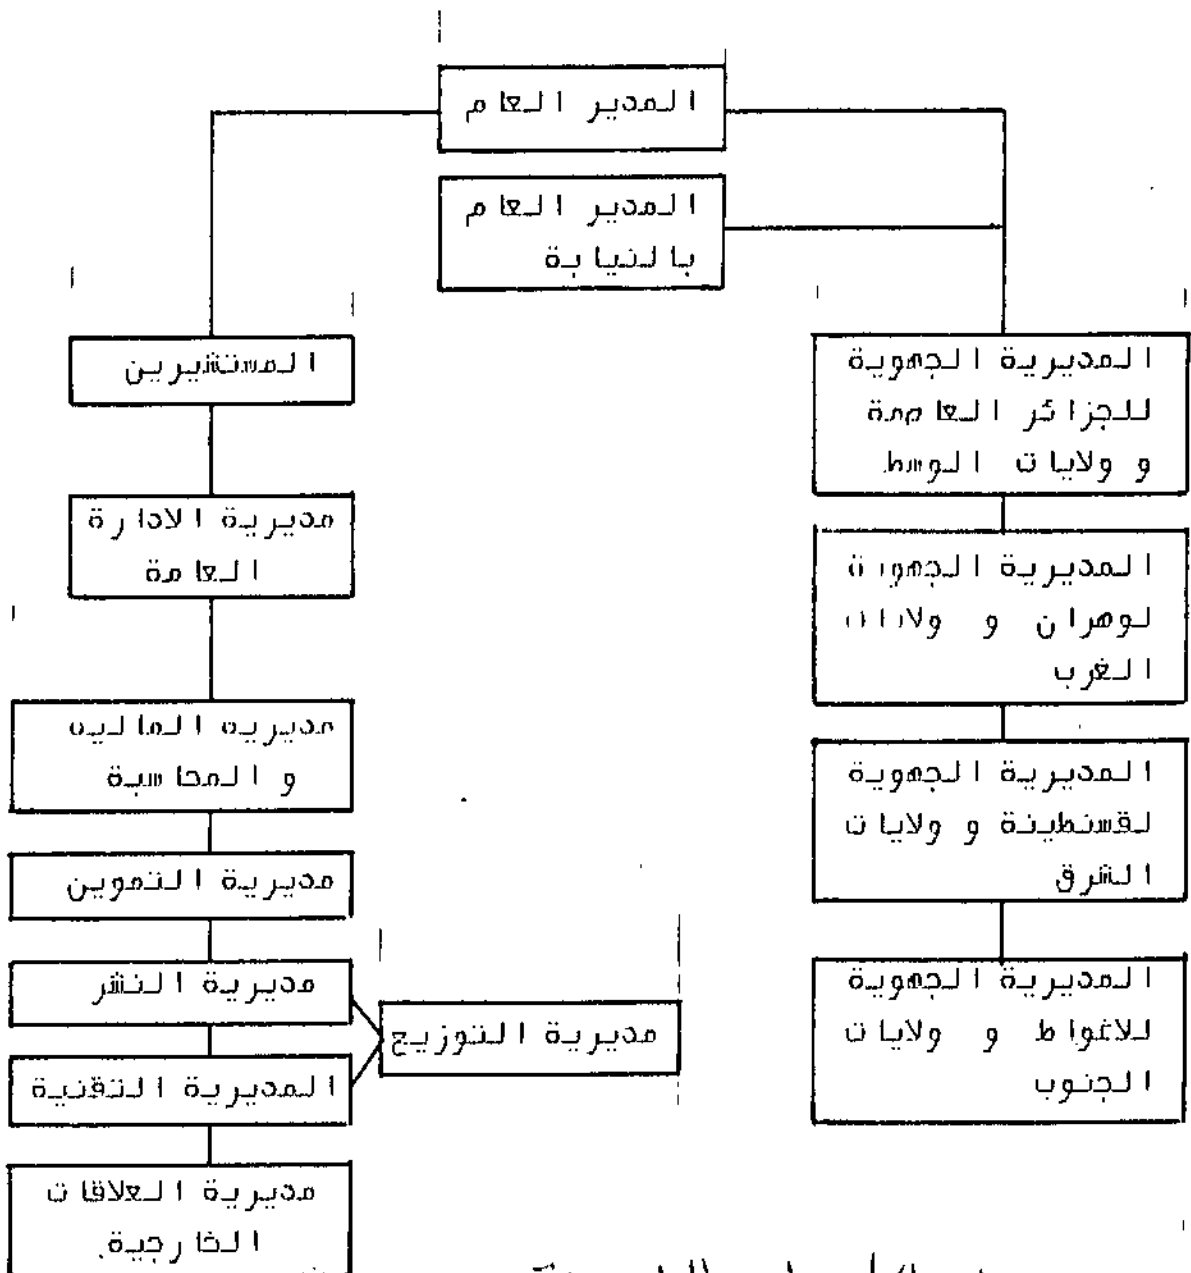 المدير العام
المدير العام
بالنيابة
المديرية الجهوية
للجزائر العاصمة
و ولايات الوسط
المديرية الجهوية
لوهران و ولايات
الغرب
المديرية الجهوية
لقسنطينة و ولايات
الشرق
المديرية الجهوية
للاغواط و ولايات
الجنوب
المستشيرين
مديرية الادارة
العامة
مديرية المالية
و المحاسبة
مديرية التموين
مديرية النشر
مديرية التوزيع
المديرية التقنية
مديرية العلاقات
الخارجية